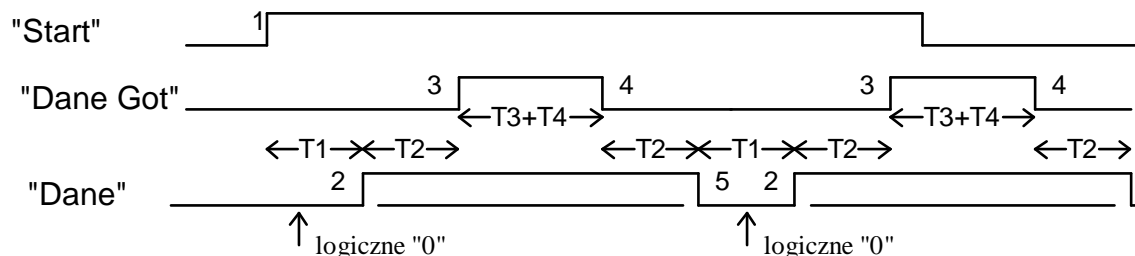 "Start" 1
"Dane Got" 3 4 3 4
T3+T4 T3+T4
T1 T2 T2 T1 T2 T2
"Dane" 2 5 2
logiczne "0" logiczne "0"